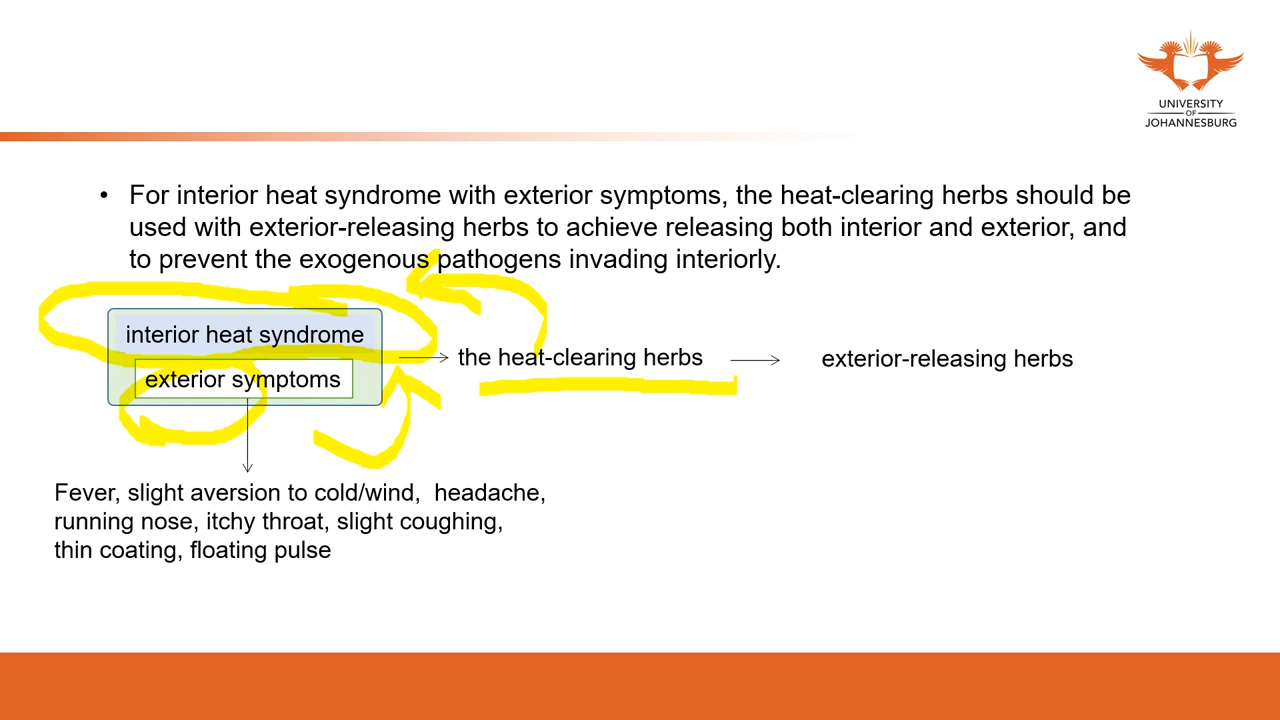 UNIVERSITY
OF
JOHANNESBURG
• For interior heat syndrome with exterior symptoms, the heat-clearing herbs should be
used with exterior-releasing herbs to achieve releasing both interior and exterior, and
to prevent the exogenous pathogens invading interiorly.
interior heat syndrome
exterior symptoms
the heat-clearing herbs
exterior-releasing herbs
Fever, slight aversion to cold/wind, headache,
running nose, itchy throat, slight coughing,
thin coating, floating pulse